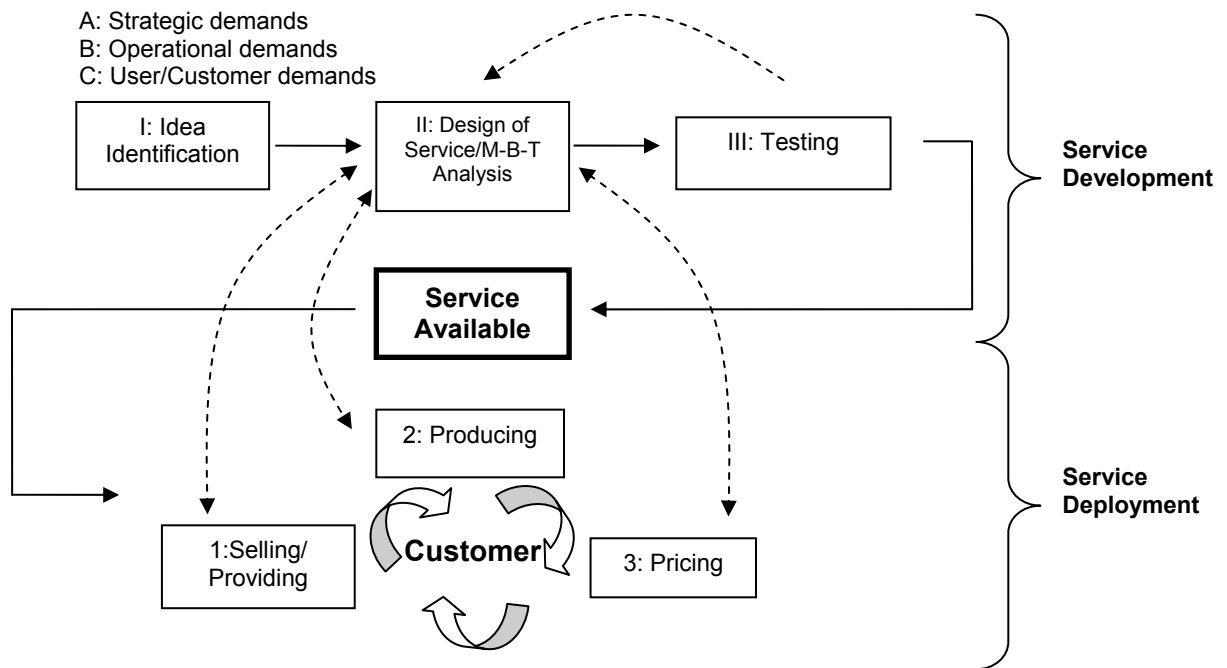 A: Strategic demands
B: Operational demands
C: User/Customer demands
I: Idea
Identification
II: Design of
Service/M-B-T
Analysis
III: Testing
Service
Development
Service
Available
2: Producing
Service
Deployment
1:Selling/
Providing
Customer
3: Pricing